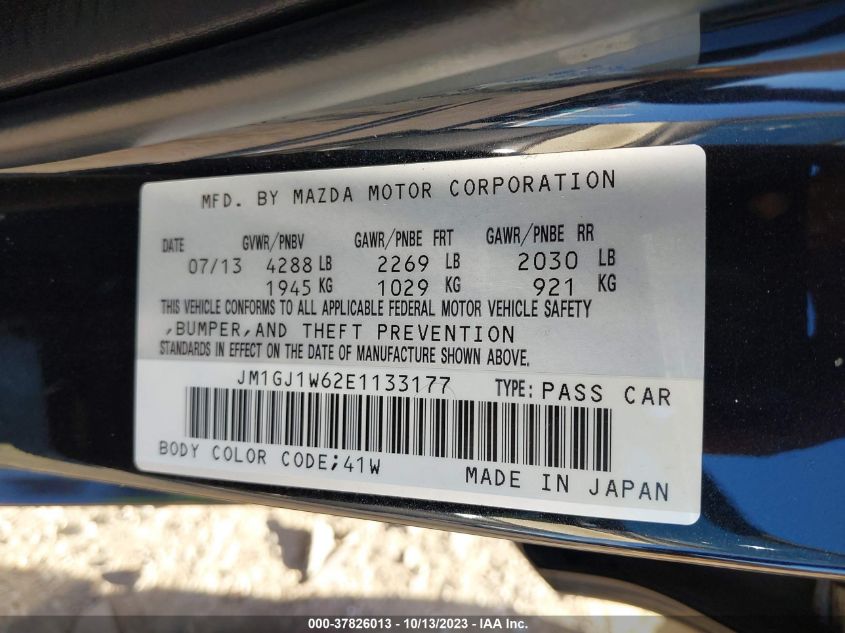 MFD. BY MAZDA MOTOR CORPORATION
DATE GVWR/PNBV GAWR/PNBE FRT GAWR/PNBE RR
07/13 4288 LB 2269 LB 2030 LB
1945 KG 1029 KG 921 KG
THIS VEHICLE CONFORMS TO ALL APPLICABLE FEDERAL MOTOR VEHICLE SAFETY
,BUMPER,AND THEFT PREVENTION
STANDARDS IN EFFECT ON THE DATE OF MANUFACTURE SHOWN ABOVE.
JM1GJ1W62E1133177 TYPE: PASS CAR
BODY COLOR CODE;41W MADE IN JAPAN
000-37826013 - 10/13/2023 - IAA Inc.